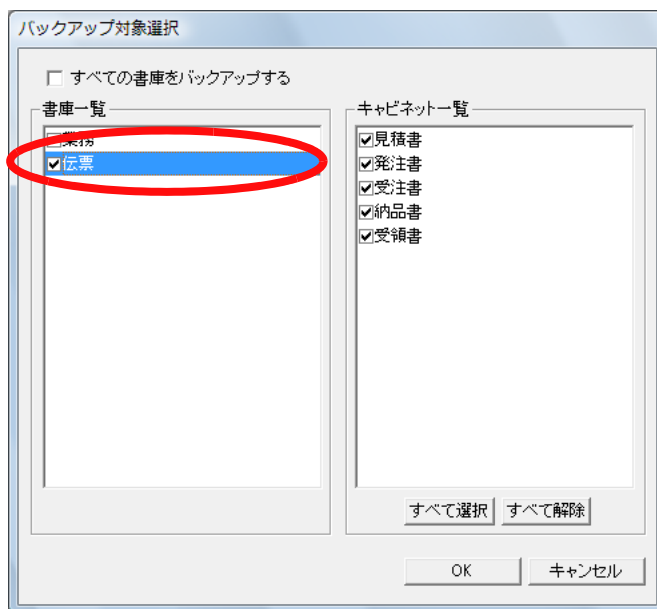 バックアップ対象選択
すべての書庫をバックアップする
書庫一覧
業務
伝票
キャビネット一覧
見積書
発注書
受注書
納品書
受領書
すべて選択
すべて解除
OK
キャンセル